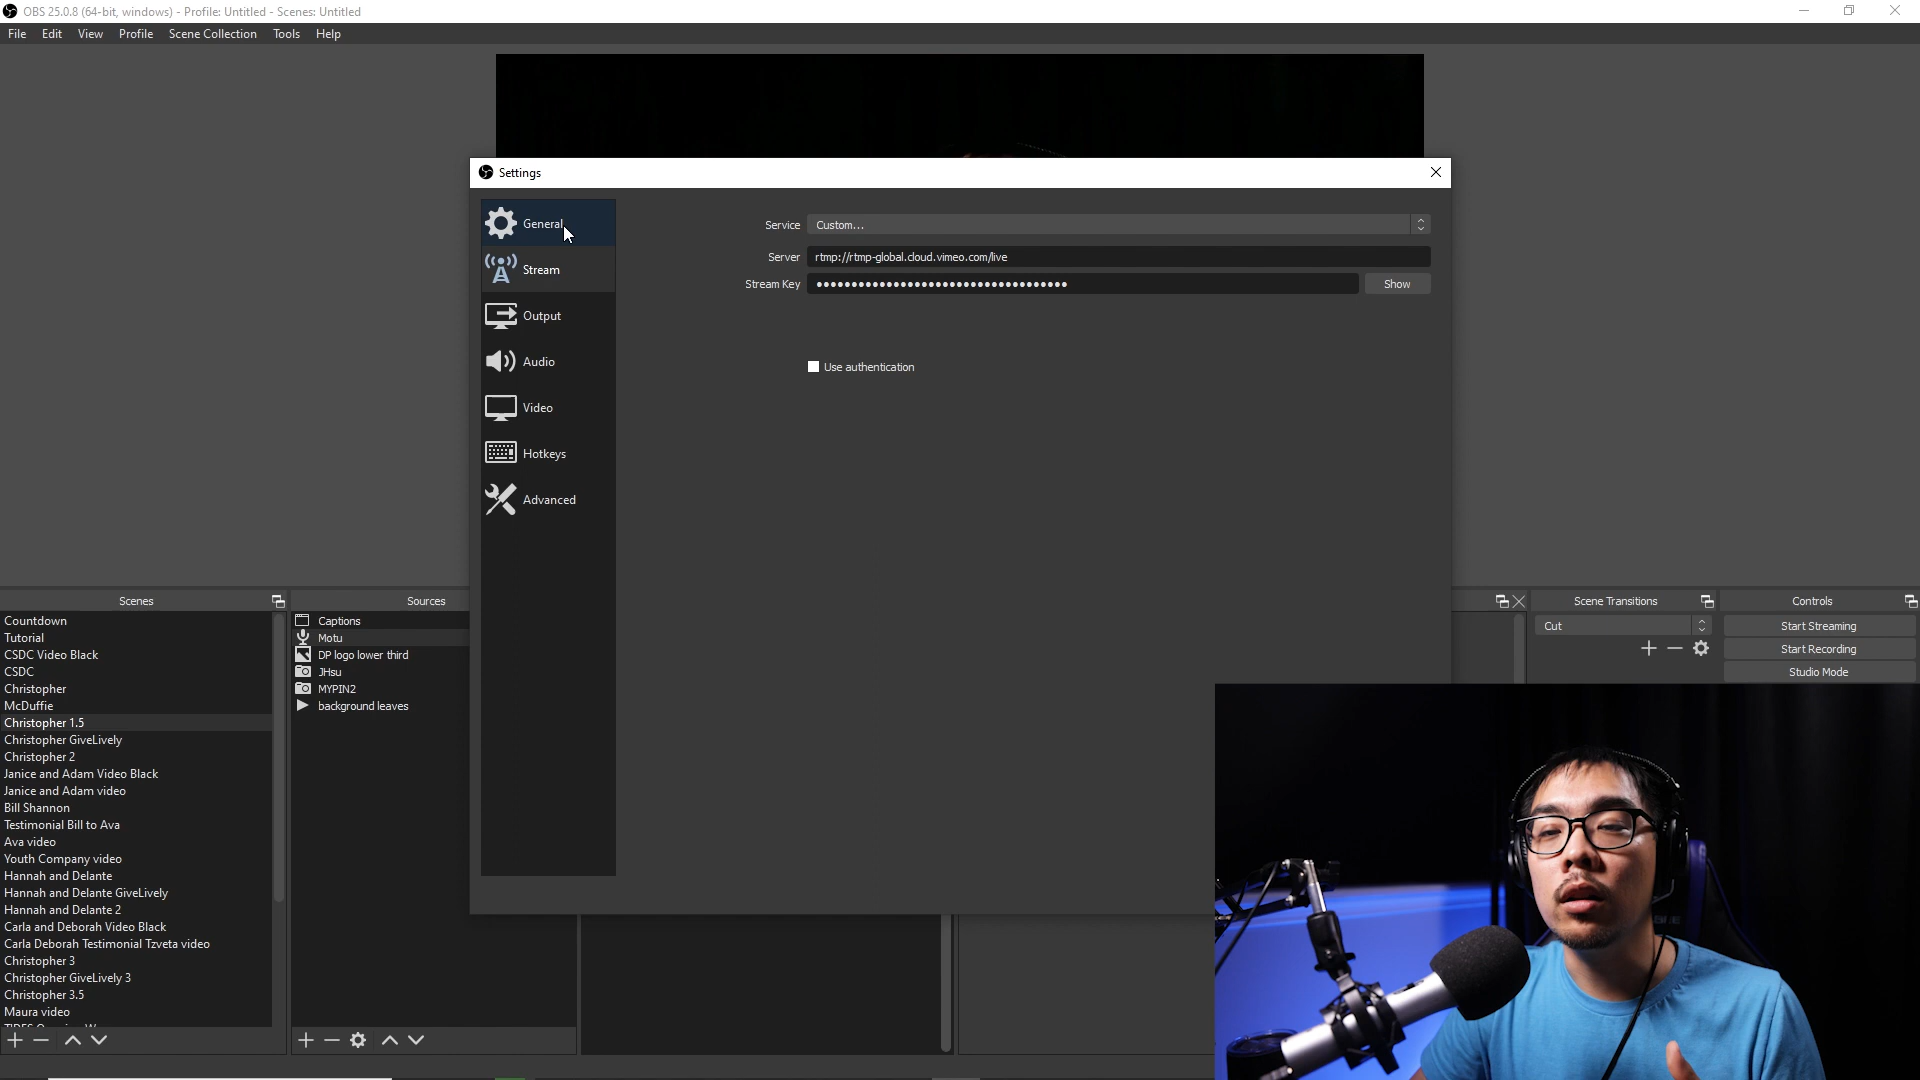 OBS 25.0.8 (64-bit, windows) - Profile: Untitled - Scenes: Untitled
File Edit View Profile Scene Collection Tools Help
Settings
General
Stream
Output
Audio
Video
Hotkeys
Advanced
Service Custom...
Server rtmp://rtmp-global.cloud.vimeo.com/live
Stream Key ●●●●●●●●●●●●●●●●●●●●●●●●●●●●●●●●●●●● Show
Use authentication
Scenes
Countdown
Tutorial
CSDC Video Black
CSDC
Christopher
McDuffie
Christopher 1.5
Christopher GiveLively
Christopher 2
Janice and Adam Video Black
Janice and Adam video
Bill Shannon
Testimonial Bill to Ava
Ava video
Youth Company video
Hannah and Delante
Hannah and Delante GiveLively
Hannah and Delante 2
Carla and Deborah Video Black
Carla Deborah Testimonial Tzveta video
Christopher 3
Christopher GiveLively 3
Christopher 3.5
Maura video
Sources
Captions
Motu
DP logo lower third
JHsu
MYPIN2
background leaves
Scene Transitions
Cut
Controls
Start Streaming
Start Recording
Studio Mode